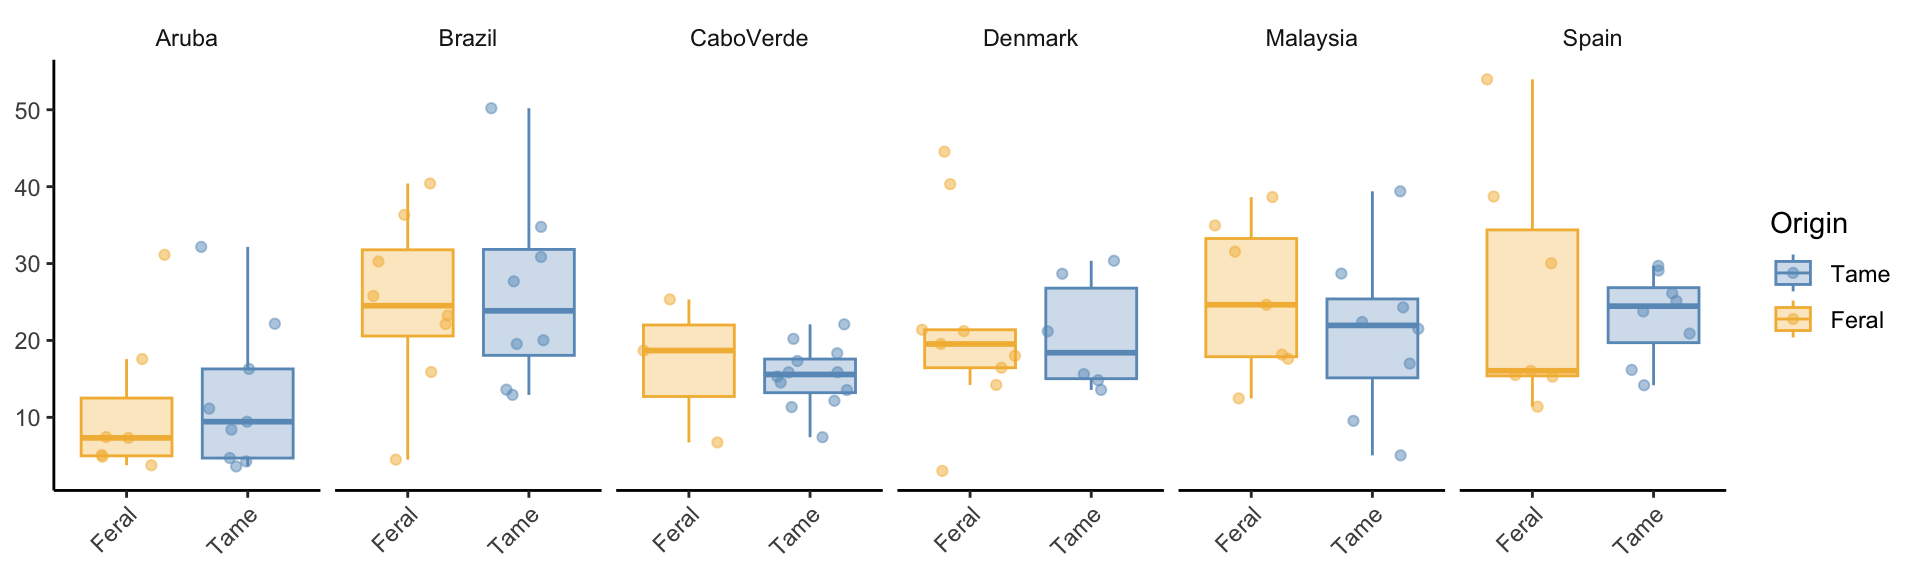 Aruba Brazil CaboVerde Denmark Malaysia Spain
50
40
30
20
10
Feral Tame Feral Tame Feral Tame Feral Tame Feral Tame Feral Tame
Origin
Tame
Feral